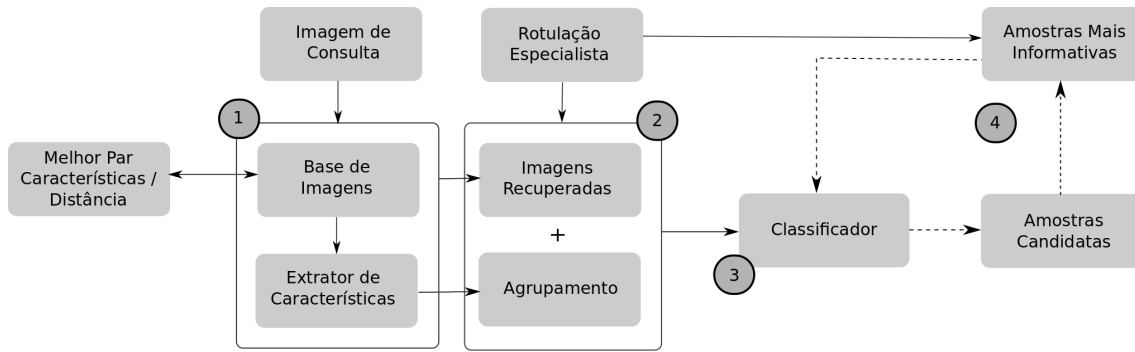 Imagem de
Consulta
Rotulação
Especialista
Amostras Mais
Informativas
1
2
4
Melhor Par
Características /
Distância
Base de
Imagens
Imagens
Recuperadas
+
Classificador
Amostras
Candidatas
3
Extrator de
Características
Agrupamento